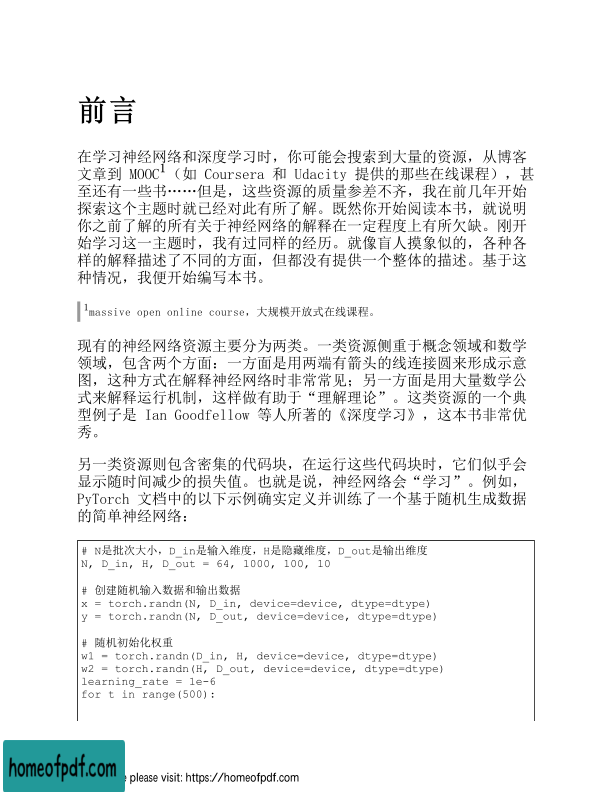 前言
在学习神经网络和深度学习时，你可能会搜索到大量的资源，从博客
文章到 MOOC1（如 Coursera 和 Udacity 提供的那些在线课程），甚
至还有一些书……但是，这些资源的质量参差不齐，我在前几年开始
探索这个主题时就已经对此有所了解。既然你开始阅读本书，就说明
你之前了解的所有关于神经网络的解释在一定程度上有所欠缺。刚开
始学习这一主题时，我有过同样的经历。就像盲人摸象似的，各种各
样的解释描述了不同的方面，但都没有提供一个整体的描述。基于这
种情况，我便开始编写本书。
1massive open online course，大规模开放式在线课程。
现有的神经网络资源主要分为两类。一类资源侧重于概念领域和数学
领域，包含两个方面：一方面是用两端有箭头的线连接圆来形成示意
图，这种方式在解释神经网络时非常常见；另一方面是用大量数学公
式来解释运行机制，这样做有助于“理解理论”。这类资源的一个典
型例子是 Ian Goodfellow 等人所著的《深度学习》，这本书非常优
秀。
另一类资源则包含密集的代码块，在运行这些代码块时，它们似乎会
显示随时间减少的损失值。也就是说，神经网络会“学习”。例如，
PyTorch 文档中的以下示例确实定义并训练了一个基于随机生成数据
的简单神经网络：
# N是批次大小，D_in是输入维度，H是隐藏维度，D_out是输出维度
N, D_in, H, D_out = 64, 1000, 100, 10
# 创建随机输入数据和输出数据
x = torch.randn(N, D_in, device=device, dtype=dtype)
y = torch.randn(N, D_out, device=device, dtype=dtype)
# 随机初始化权重
w1 = torch.randn(D_in, H, device=device, dtype=dtype)
w2 = torch.randn(H, D_out, device=device, dtype=dtype)
learning_rate = 1e-6
for t in range(500):
homeofpdf.com
please visit: https://homeofpdf.com